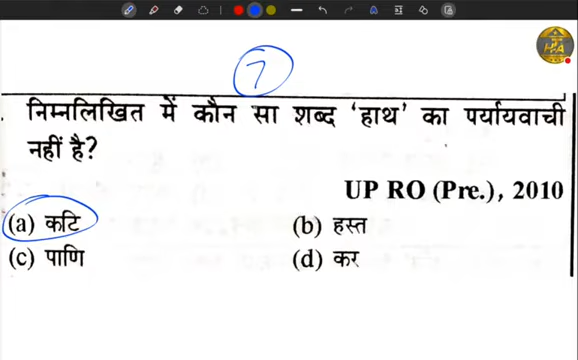 7
. निम्नलिखित में कौन सा शब्द ‘हाथ’ का पर्यायवाची
नहीं है?
UP RO (Pre.), 2010
(a) कटि (b) हस्त
(c) पाणि (d) कर